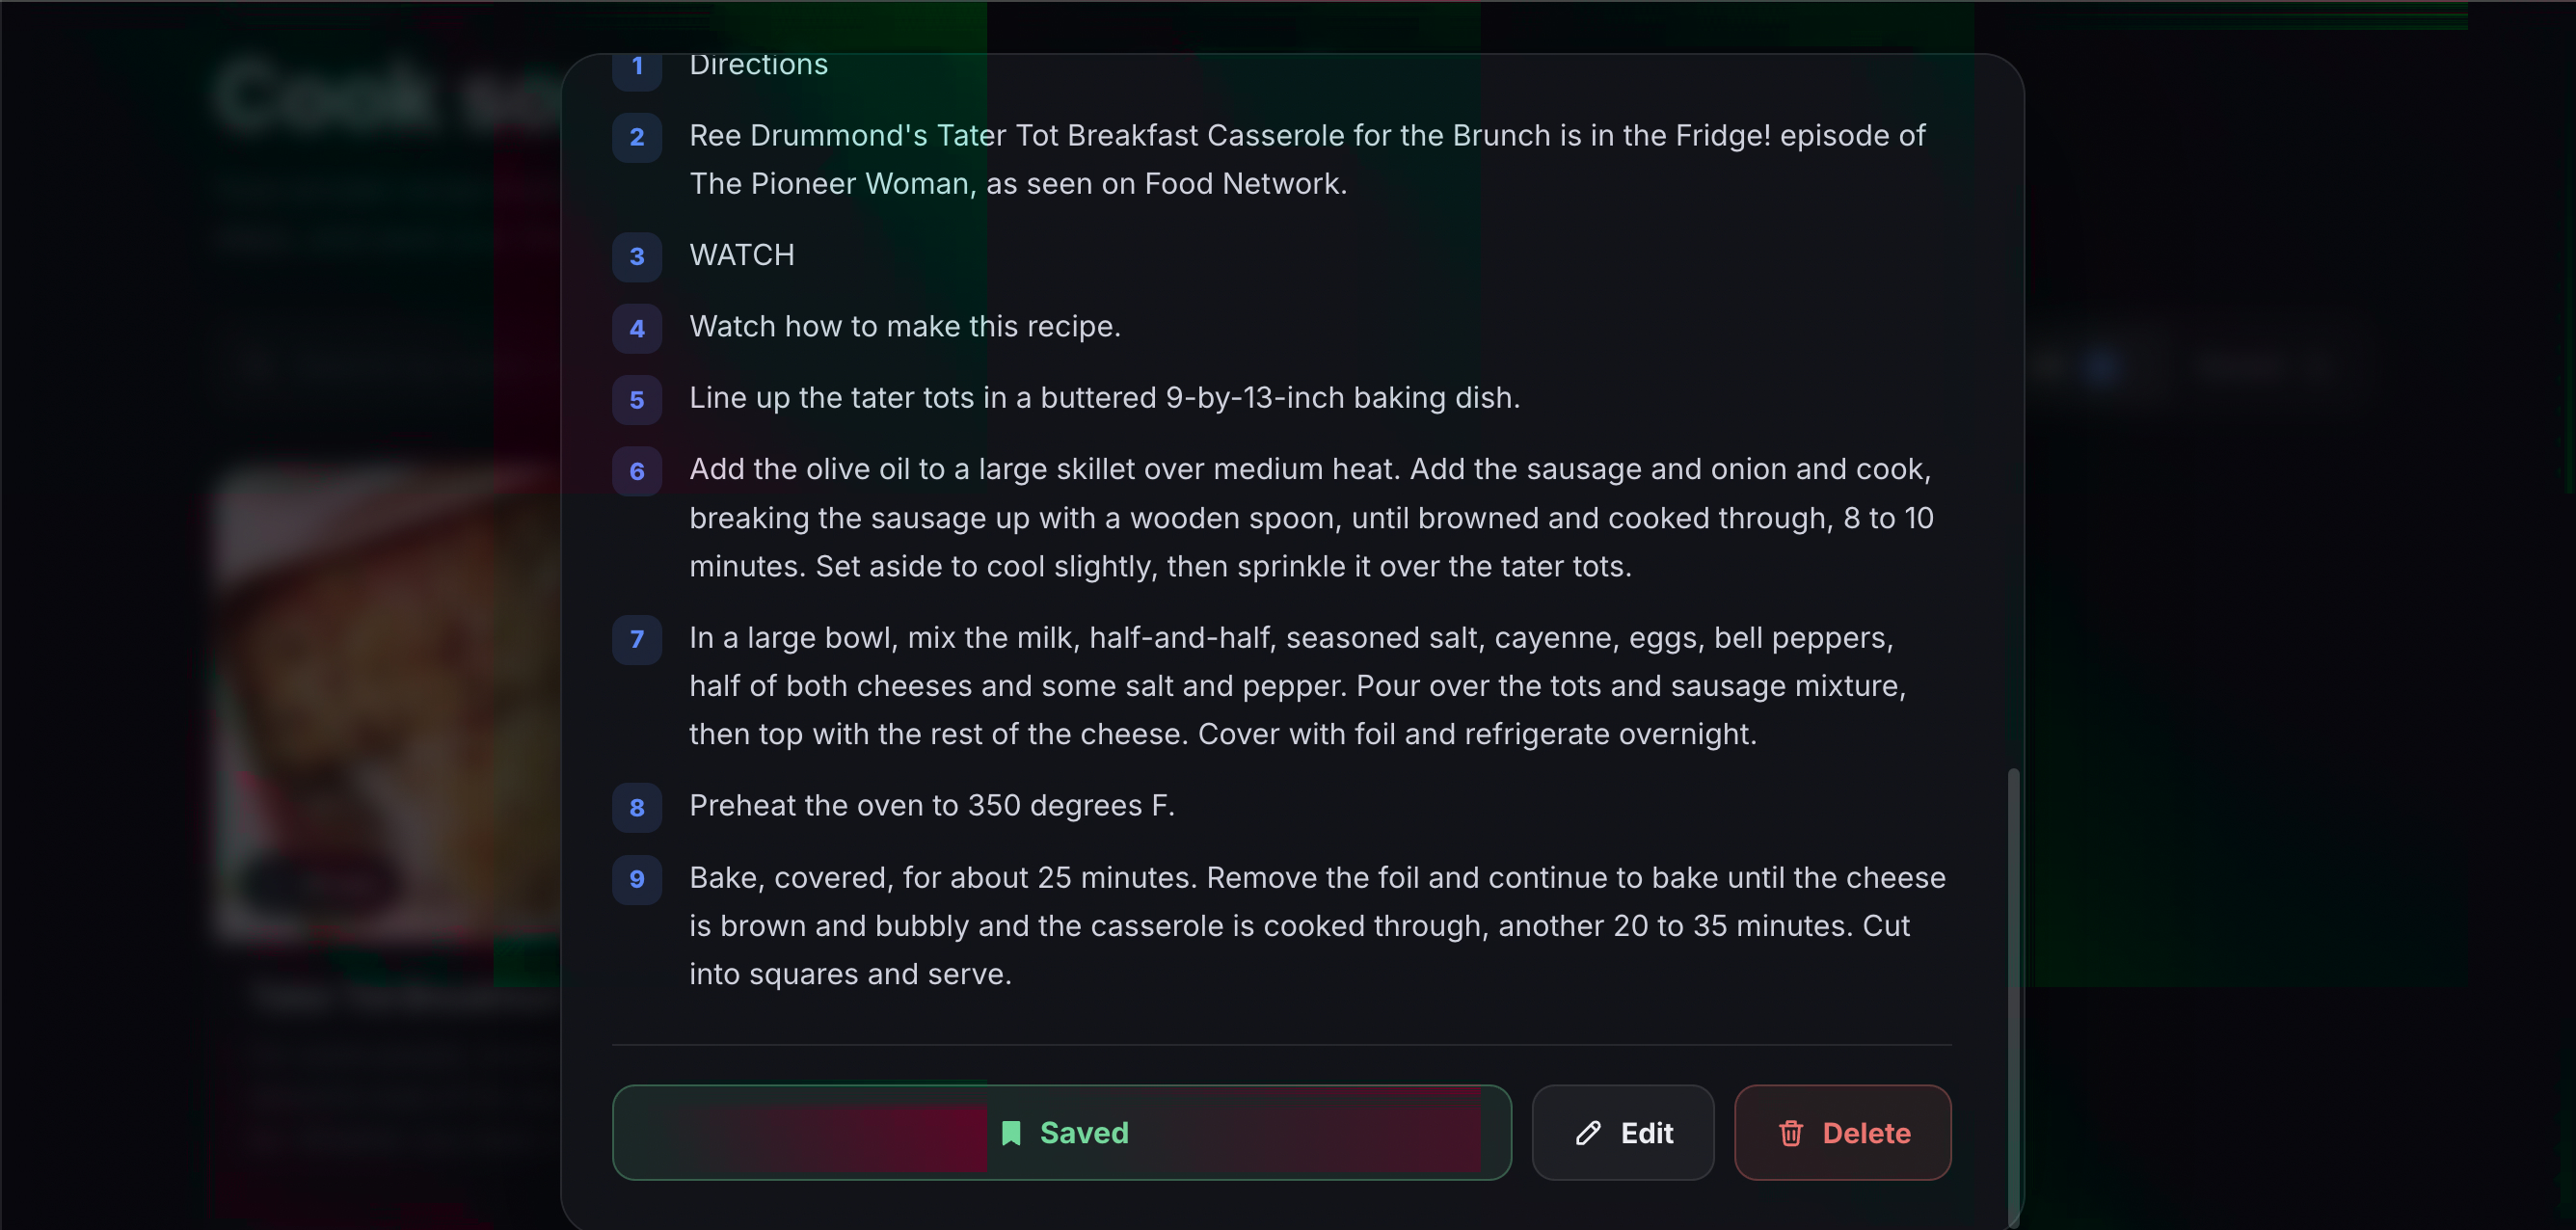 Cook so
1 Directions
2 Ree Drummond's Tater Tot Breakfast Casserole for the Brunch is in the Fridge! episode of
The Pioneer Woman, as seen on Food Network.
3 WATCH
4 Watch how to make this recipe.
5 Line up the tater tots in a buttered 9-by-13-inch baking dish.
6 Add the olive oil to a large skillet over medium heat. Add the sausage and onion and cook,
breaking the sausage up with a wooden spoon, until browned and cooked through, 8 to 10
minutes. Set aside to cool slightly, then sprinkle it over the tater tots.
7 In a large bowl, mix the milk, half-and-half, seasoned salt, cayenne, eggs, bell peppers,
half of both cheeses and some salt and pepper. Pour over the tots and sausage mixture,
then top with the rest of the cheese. Cover with foil and refrigerate overnight.
8 Preheat the oven to 350 degrees F.
9 Bake, covered, for about 25 minutes. Remove the foil and continue to bake until the cheese
is brown and bubbly and the casserole is cooked through, another 20 to 35 minutes. Cut
into squares and serve.
Saved
Edit
Delete